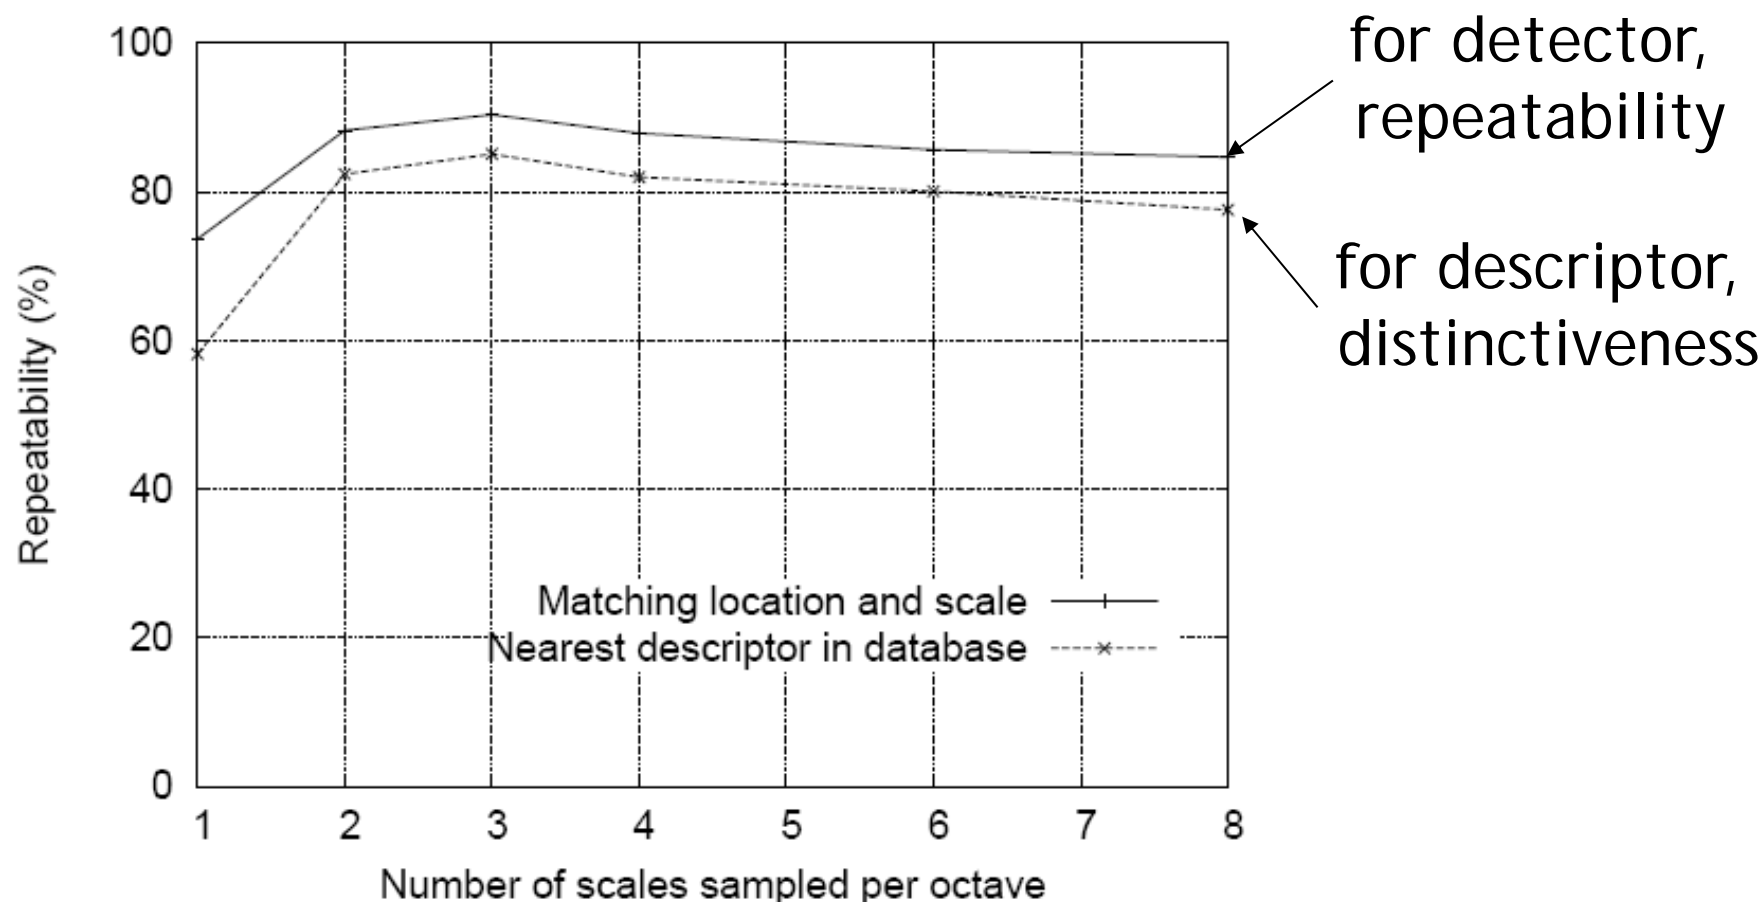 for detector,
repeatability
for descriptor,
distinctiveness
Repeatability (%)
100
80
60
40
20
0
Matching location and scale
Nearest descriptor in database
1 2 3 4 5 6 7 8
Number of scales sampled per octave